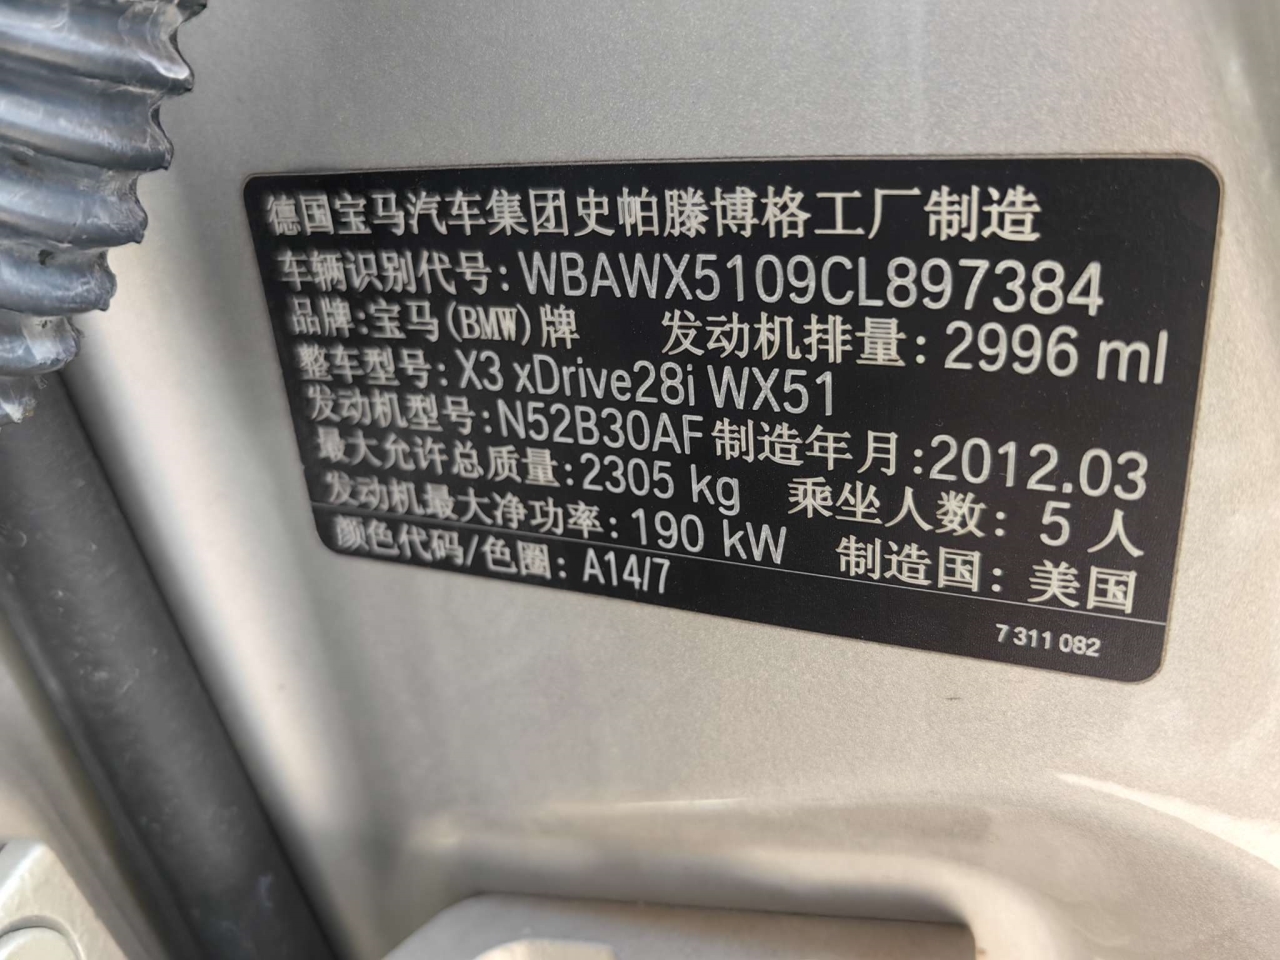 德国宝马汽车集团史帕滕博格工厂制造
车辆识别代号：WBAWX5109CL897384
品牌：宝马(BMW)牌 发动机排量：2996 ml
整车型号：X3 xDrive28i WX51
发动机型号：N52B30AF 制造年月：2012.03
最大允许总质量：2305 kg 乘坐人数：5 人
发动机最大净功率：190 kW 制造国：美国
颜色代码/色圈：A14/7
7 311 082